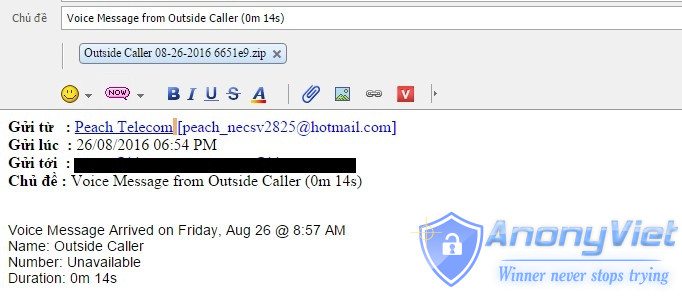 Chủ đề Voice Message from Outside Caller (0m 14s)
Outside Caller 08-26-2016 6651e9.zip
NOW B I U S A V
Gửi từ : Peach Telecom [peach_necsv2825@hotmail.com]
Gửi lúc : 26/08/2016 06:54 PM
Gửi tới :
Chủ đề : Voice Message from Outside Caller (0m 14s)
Voice Message Arrived on Friday, Aug 26 @ 8:57 AM
Name: Outside Caller
Number: Unavailable
Duration: 0m 14s
AnonyViet
Winner never stops trying